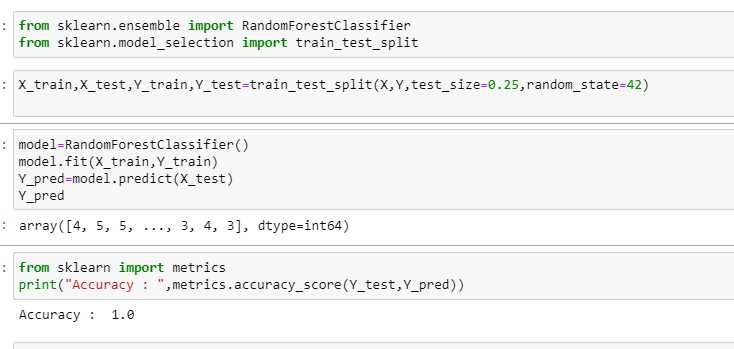 : from sklearn.ensemble import RandomForestClassifier
from sklearn.model_selection import train_test_split
: X_train,X_test,Y_train,Y_test=train_test_split(X,Y,test_size=0.25,random_state=42)
: model=RandomForestClassifier()
model.fit(X_train,Y_train)
Y_pred=model.predict(X_test)
Y_pred
: array([4, 5, 5, ..., 3, 4, 3], dtype=int64)
: from sklearn import metrics
print("Accuracy : ",metrics.accuracy_score(Y_test,Y_pred))
Accuracy :  1.0